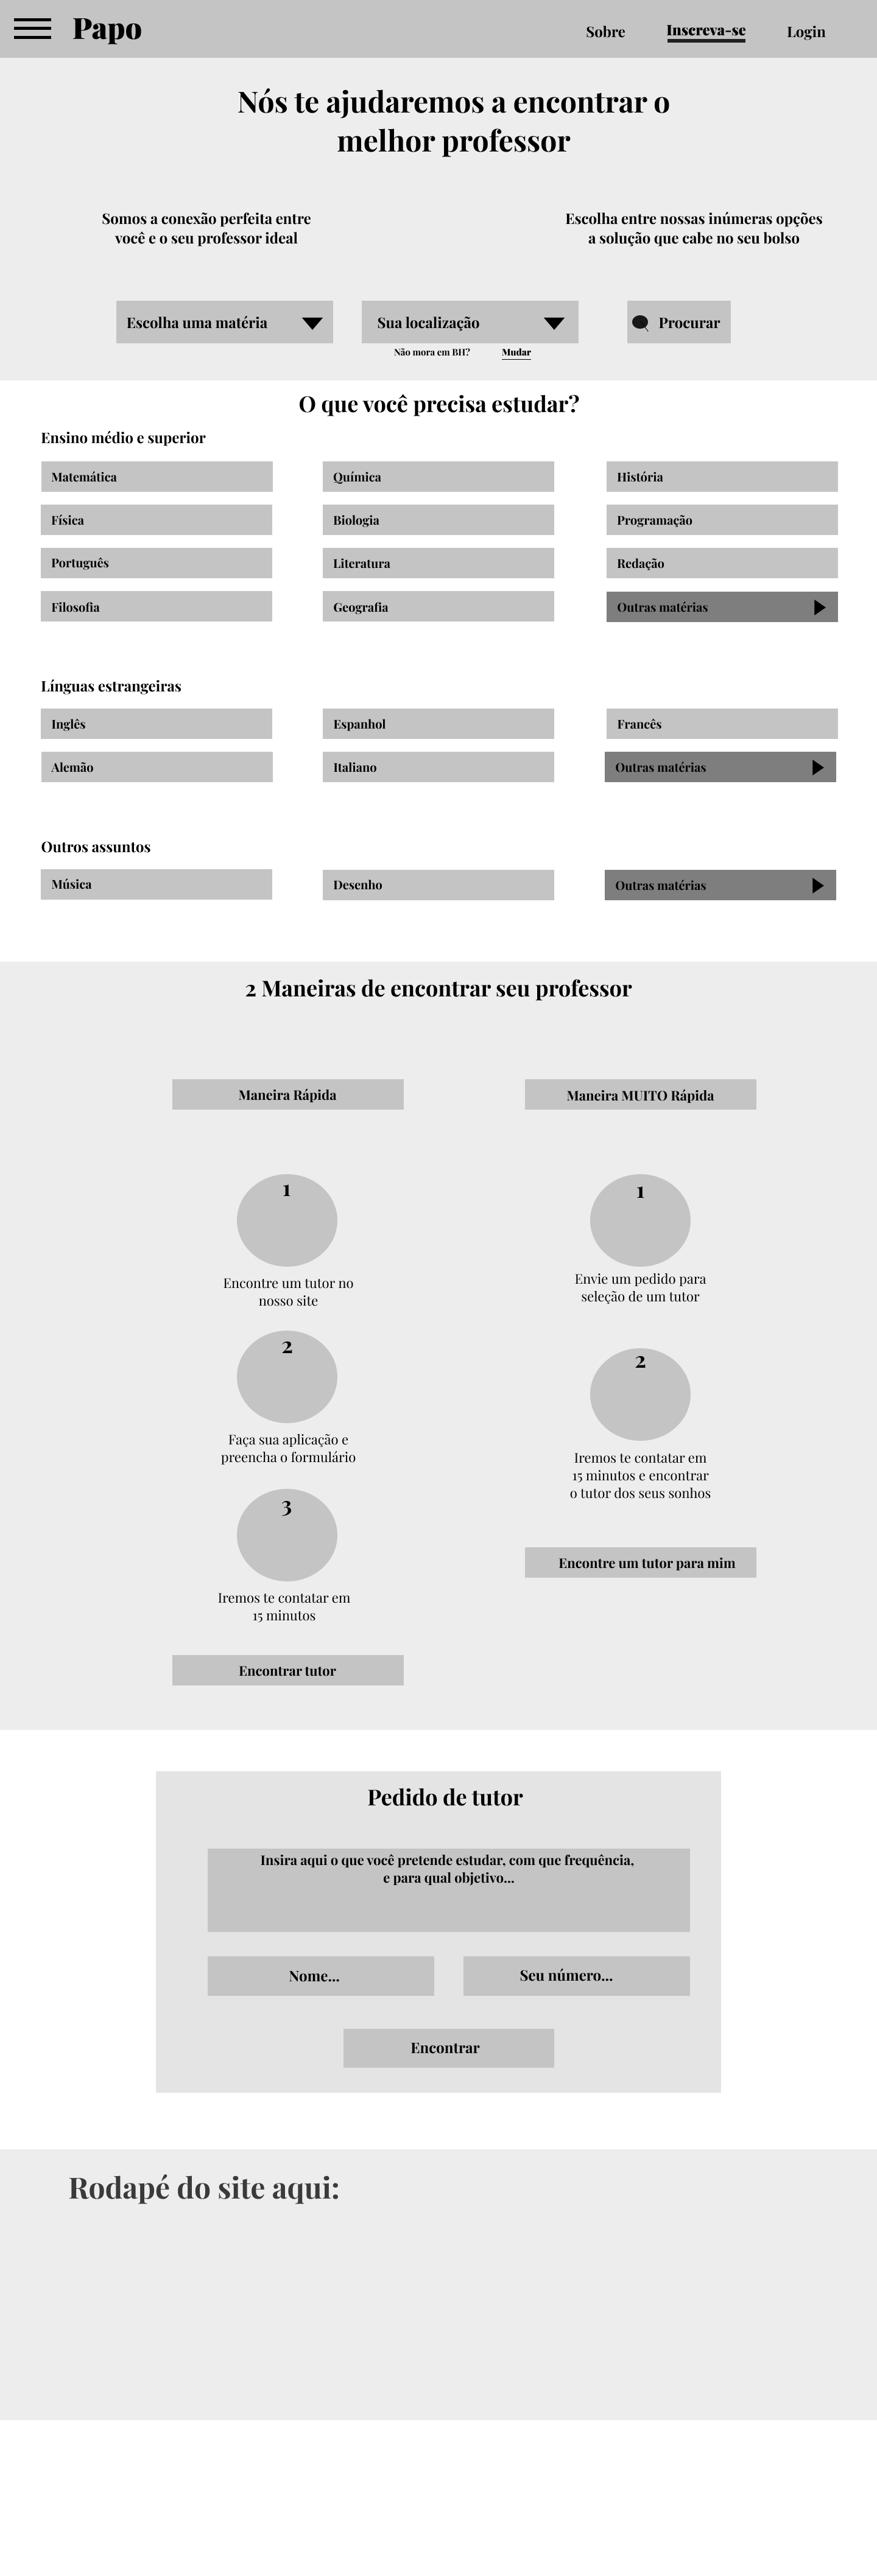 Papo
Sobre
Inscreva-se
Login
Nós te ajudaremos a encontrar o
melhor professor
Somos a conexão perfeita entre
você e o seu professor ideal
Escolha entre nossas inúmeras opções
a solução que cabe no seu bolso
Escolha uma matéria
Sua localização
Procurar
Não mora em BH?
Mudar
O que você precisa estudar?
Ensino médio e superior
Matemática
Química
História
Física
Biologia
Programação
Português
Literatura
Redação
Filosofia
Geografia
Outras matérias
Línguas estrangeiras
Inglês
Espanhol
Francês
Alemão
Italiano
Outras matérias
Outros assuntos
Música
Desenho
Outras matérias
2 Maneiras de encontrar seu professor
Maneira Rápida
1
Encontre um tutor no
nosso site
2
Faça sua aplicação e
preencha o formulário
3
Iremos te contatar em
15 minutos
Encontrar tutor
Maneira MUITO Rápida
1
Envie um pedido para
seleção de um tutor
2
Iremos te contatar em
15 minutos e encontrar
o tutor dos seus sonhos
Encontre um tutor para mim
Pedido de tutor
Insira aqui o que você pretende estudar, com que frequência,
e para qual objetivo...
Nome...
Seu número...
Encontrar
Rodapé do site aqui: